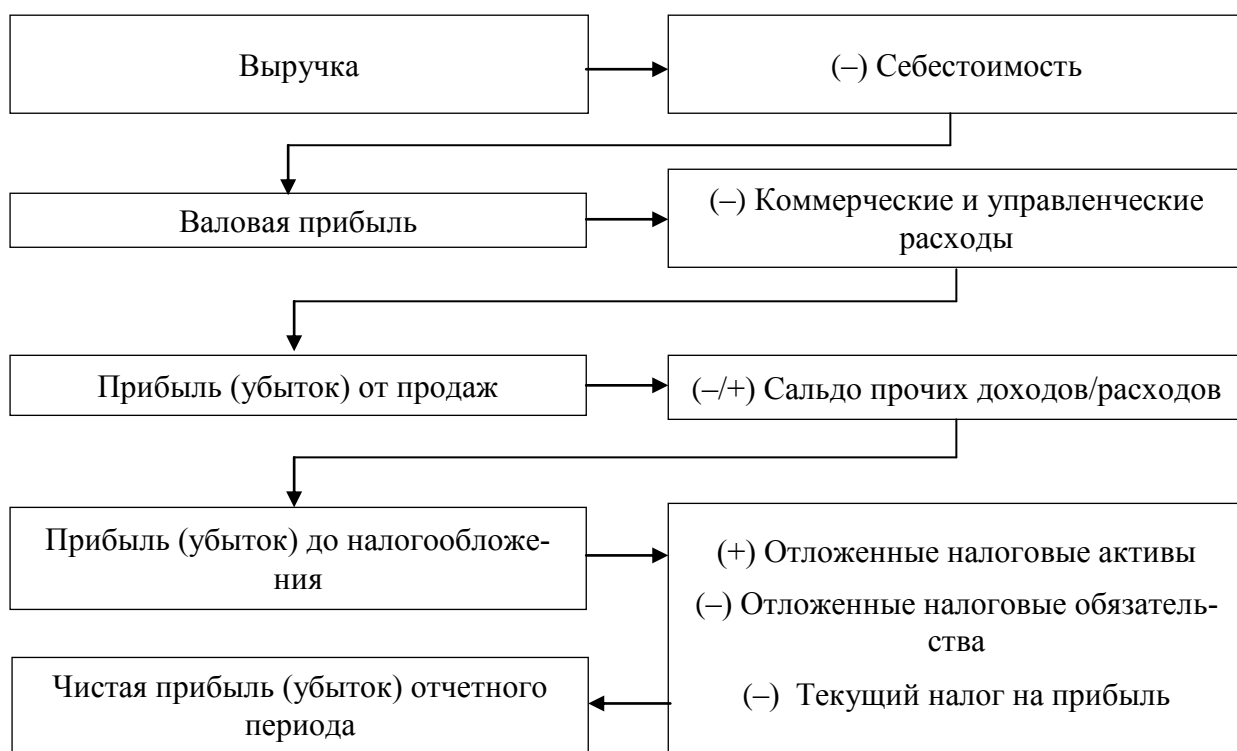 Выручка
(–) Себестоимость
Валовая прибыль
(–) Коммерческие и управленческие
расходы
Прибыль (убыток) от продаж
(–/+) Сальдо прочих доходов/расходов
Прибыль (убыток) до налогообложе-
ния
(+) Отложенные налоговые активы
(–) Отложенные налоговые обязатель-
ства
(–) Текущий налог на прибыль
Чистая прибыль (убыток) отчетного
периода